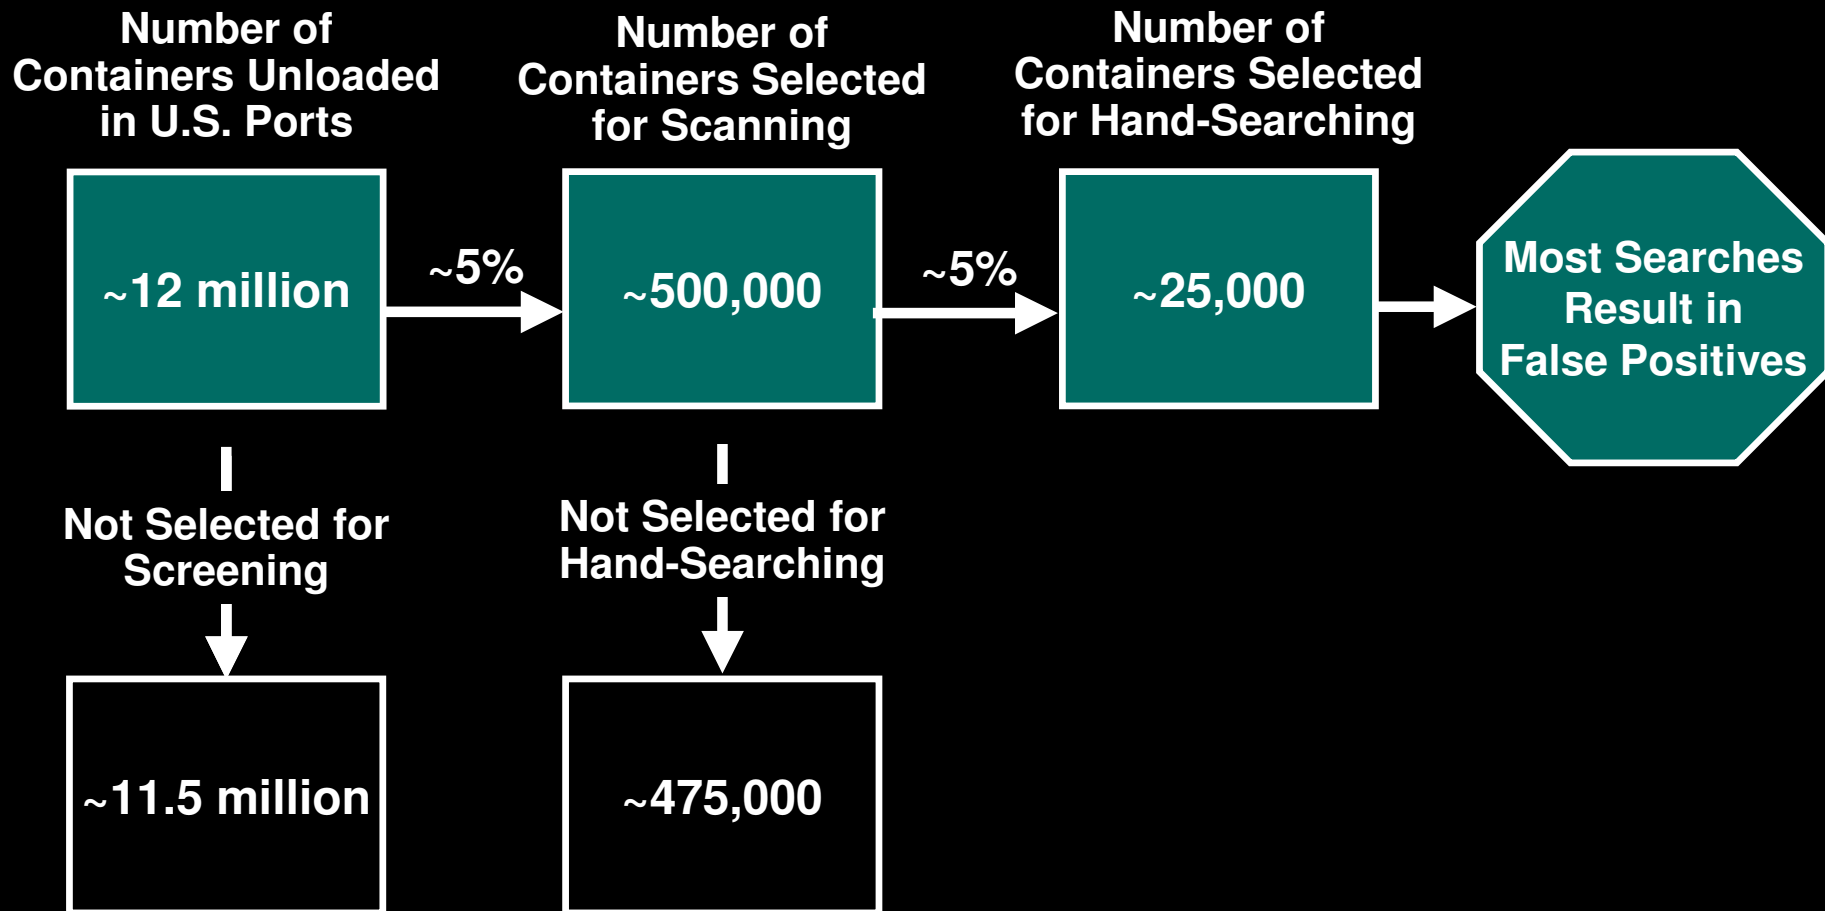 Number of
Containers Unloaded
in U.S. Ports
Number of
Containers Selected
for Scanning
Number of
Containers Selected
for Hand-Searching
~12 million
~5%
~500,000
~5%
~25,000
Most Searches
Result in
False Positives
Not Selected for
Screening
Not Selected for
Hand-Searching
~11.5 million
~475,000